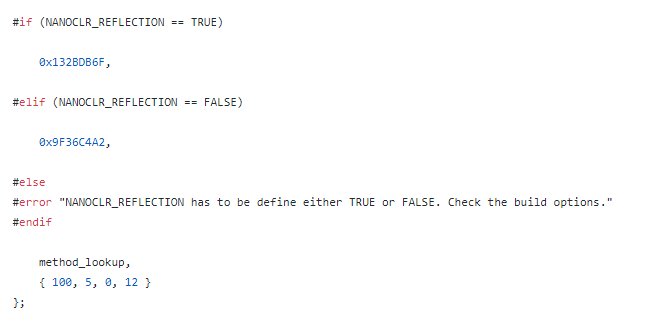 #if (NANOCLR_REFLECTION == TRUE)
0x132BDB6F,
#elif (NANOCLR_REFLECTION == FALSE)
0x9F36C4A2,
#else
#error "NANOCLR_REFLECTION has to be define either TRUE or FALSE. Check the build options."
#endif
method_lookup,
{ 100, 5, 0, 12 }
};